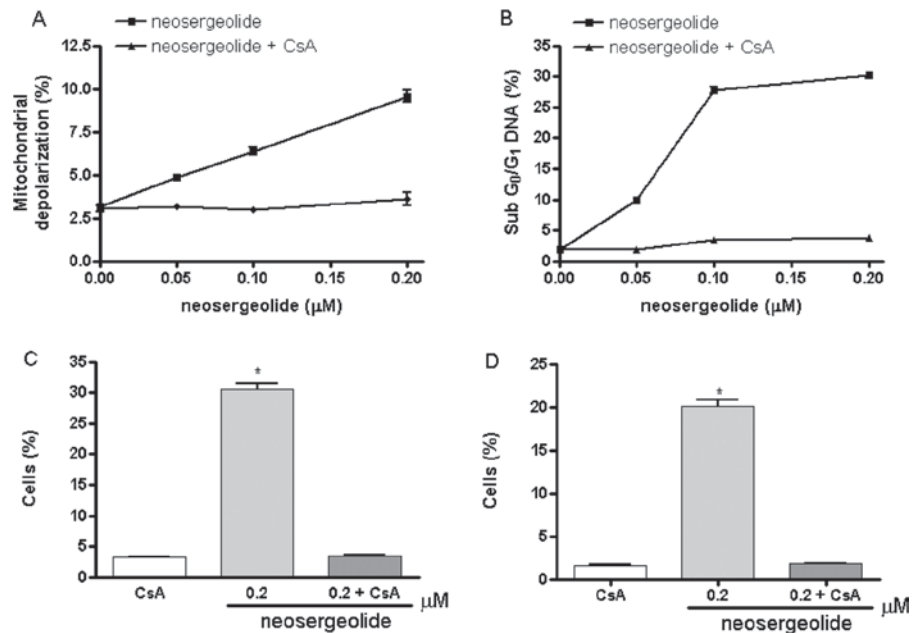 A
neosergeolide
neosergeolide + CsA
12.5
10.0
7.5
5.0
2.5
0.0
Mitochondrial
depolarization (%)
0.00 0.05 0.10 0.15 0.20
neosergeolide (μM)
B
neosergeolide
neosergeolide + CsA
35
30
25
20
15
10
5
0
Sub G0/G1 DNA (%)
0.00 0.05 0.10 0.15 0.20
neosergeolide (μM)
C
35
30
25
20
15
10
5
0
Cells (%)
*
CsA 0.2 0.2 + CsA μM
neosergeolide
D
25
20
15
10
5
0
Cells (%)
*
CsA 0.2 0.2 + CsA μM
neosergeolide